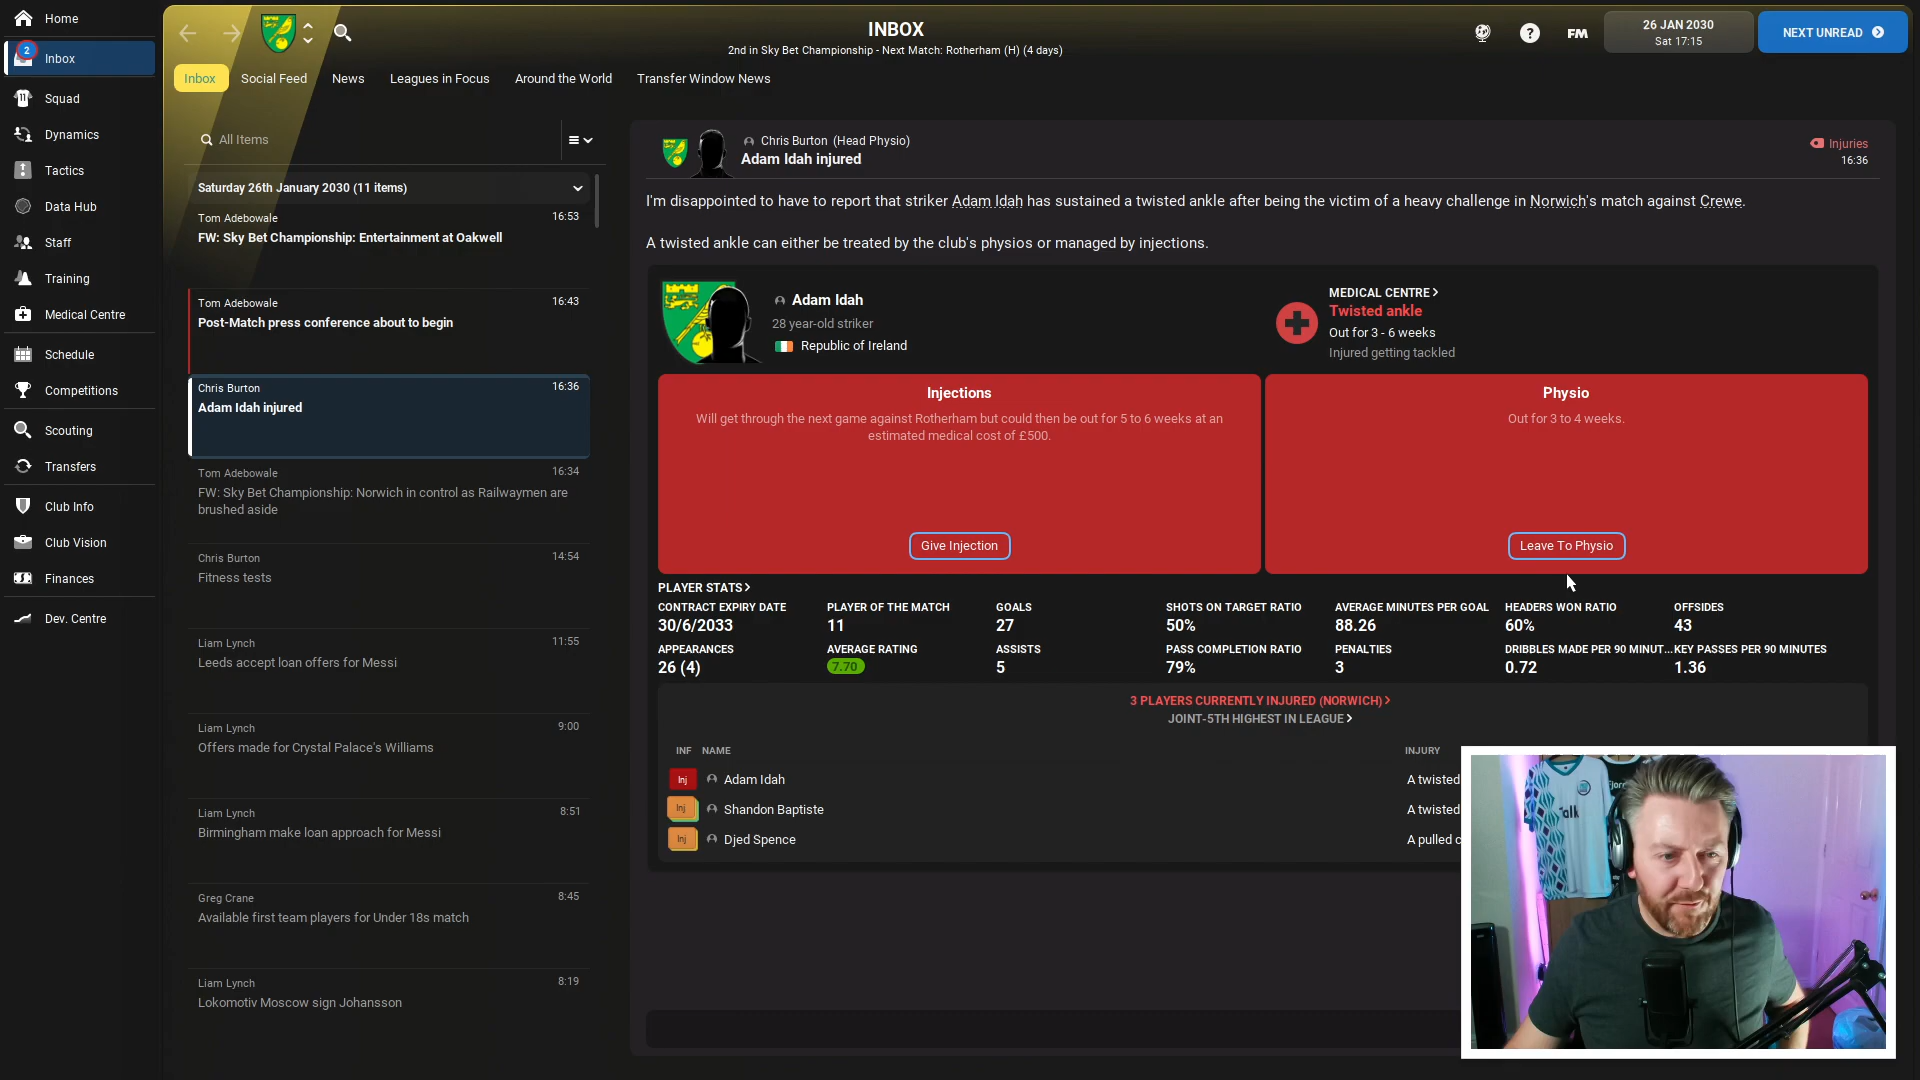 Home
2
Inbox
Squad
Dynamics
Tactics
Data Hub
Staff
Training
Medical Centre
Schedule
Competitions
Scouting
Transfers
Club Info
Club Vision
Finances
Dev. Centre
INBOX
2nd in Sky Bet Championship - Next Match: Rotherham (H) (4 days)
?
FM
26 JAN 2030
Sat 17:15
NEXT UNREAD
Inbox
Social Feed
News
Leagues in Focus
Around the World
Transfer Window News
All Items
Saturday 26th January 2030 (11 items)
Tom Adebowale 16:53
FW: Sky Bet Championship: Entertainment at Oakwell
Tom Adebowale 16:43
Post-Match press conference about to begin
Chris Burton 16:36
Adam Idah injured
Tom Adebowale 16:34
FW: Sky Bet Championship: Norwich in control as Railwaymen are
brushed aside
Chris Burton 14:54
Fitness tests
Liam Lynch 11:55
Leeds accept loan offers for Messi
Liam Lynch 9:00
Offers made for Crystal Palace's Williams
Liam Lynch 8:51
Birmingham make loan approach for Messi
Greg Crane 8:45
Available first team players for Under 18s match
Liam Lynch 8:19
Lokomotiv Moscow sign Johansson
Chris Burton (Head Physio)
Adam Idah injured
Injuries
16:36
I'm disappointed to have to report that striker Adam Idah has sustained a twisted ankle after being the victim of a heavy challenge in Norwich's match against Crewe.
A twisted ankle can either be treated by the club's physios or managed by injections.
Adam Idah
28 year-old striker
Republic of Ireland
MEDICAL CENTRE >
Twisted ankle
Out for 3 - 6 weeks
Injured getting tackled
Injections
Will get through the next game against Rotherham but could then be out for 5 to 6 weeks at an
estimated medical cost of £500.
Give Injection
Physio
Out for 3 to 4 weeks.
Leave To Physio
PLAYER STATS >
CONTRACT EXPIRY DATE PLAYER OF THE MATCH GOALS SHOTS ON TARGET RATIO AVERAGE MINUTES PER GOAL HEADERS WON RATIO OFFSIDES
30/6/2033 11 27 50% 88.26 60% 43
APPEARANCES AVERAGE RATING ASSISTS PASS COMPLETION RATIO PENALTIES DRIBBLES MADE PER 90 MINUT... KEY PASSES PER 90 MINUTES
26 (4) 7.70 5 79% 3 0.72 1.36
3 PLAYERS CURRENTLY INJURED (NORWICH) >
JOINT-5TH HIGHEST IN LEAGUE >
INF NAME INJURY
Inj Adam Idah A twisted
Inj Shandon Baptiste A twisted
Inj Djed Spence A pulled c
Talk